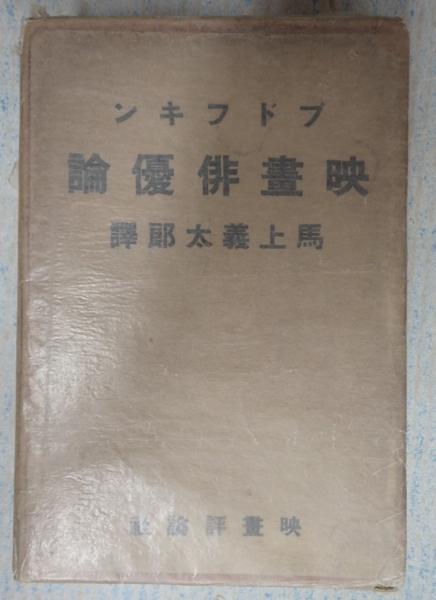 プドフキン
映畫俳優論
馬上義太郎譯
映畫評論社